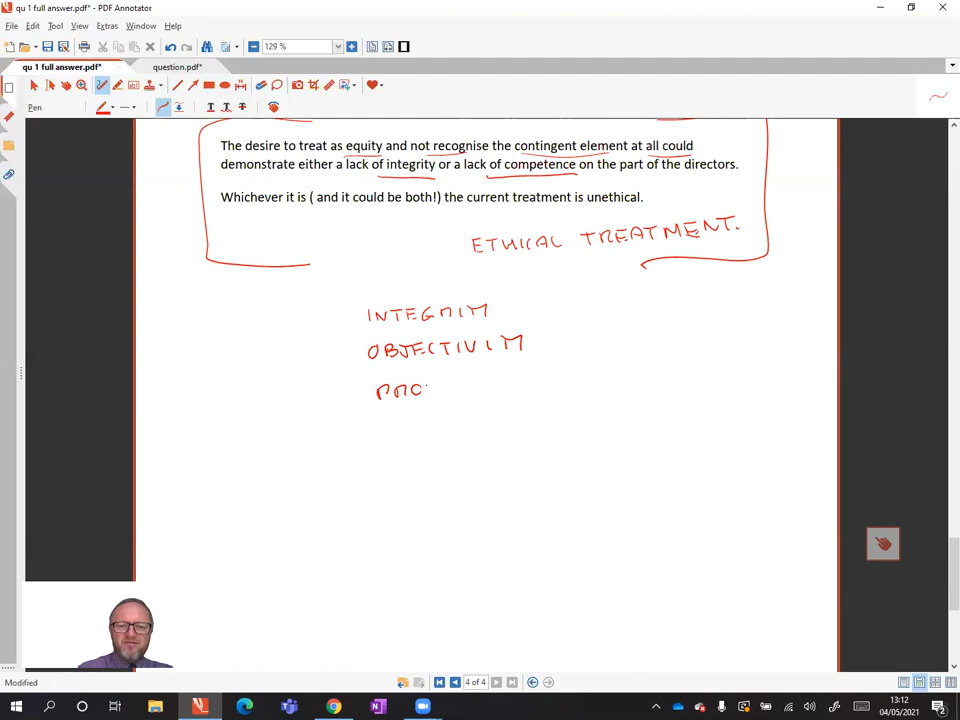 qu 1 full answer.pdf* - PDF Annotator
File Edit Tool View Extras Window Help
129 %
qu 1 full answer.pdf* question.pdf*
Pen
The desire to treat as equity and not recognise the contingent element at all could
demonstrate either a lack of integrity or a lack of competence on the part of the directors.
Whichever it is ( and it could be both!) the current treatment is unethical.
ETHICAL TREATMENT.
INTEGRITY
OBJECTIVITY
PRO
Modified
4 of 4
13:12
04/05/2021
2